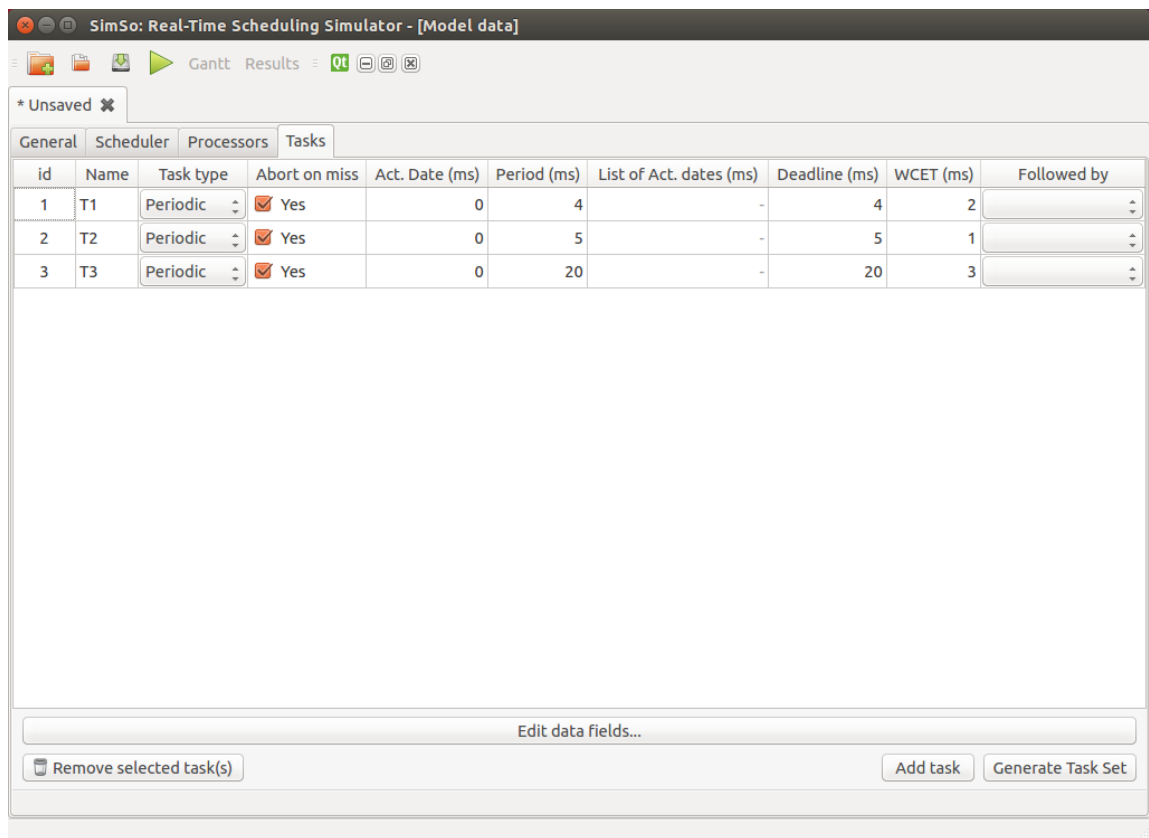 SimSo: Real-Time Scheduling Simulator - [Model data]
Gantt Results Qt
* Unsaved
General Scheduler Processors Tasks
id Name Task type Abort on miss Act. Date (ms) Period (ms) List of Act. dates (ms) Deadline (ms) WCET (ms) Followed by
1 T1 Periodic Yes 0 4 - 4 2
2 T2 Periodic Yes 0 5 - 5 1
3 T3 Periodic Yes 0 20 - 20 3
Edit data fields...
Remove selected task(s) Add task Generate Task Set